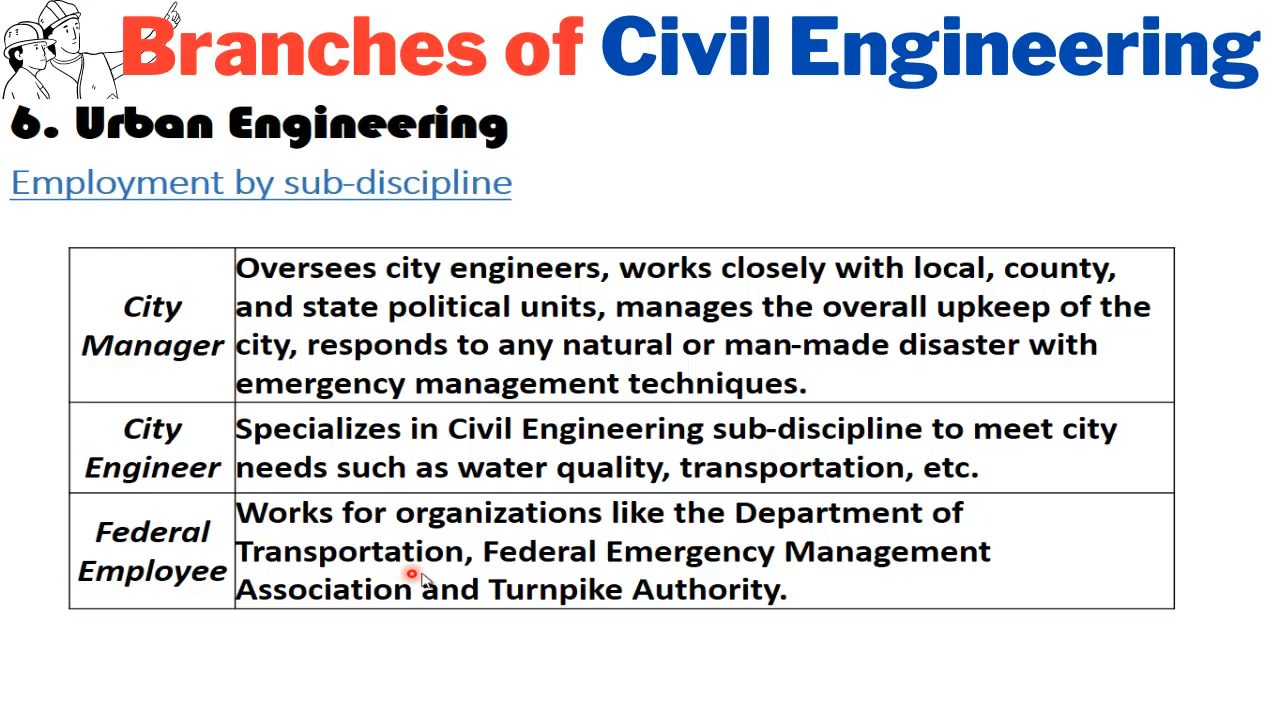 Branches of Civil Engineering
6. Urban Engineering
Employment by sub-discipline
City
Manager
Oversees city engineers, works closely with local, county,
and state political units, manages the overall upkeep of the
city, responds to any natural or man-made disaster with
emergency management techniques.
City
Engineer
Specializes in Civil Engineering sub-discipline to meet city
needs such as water quality, transportation, etc.
Federal
Employee
Works for organizations like the Department of
Transportation, Federal Emergency Management
Association and Turnpike Authority.